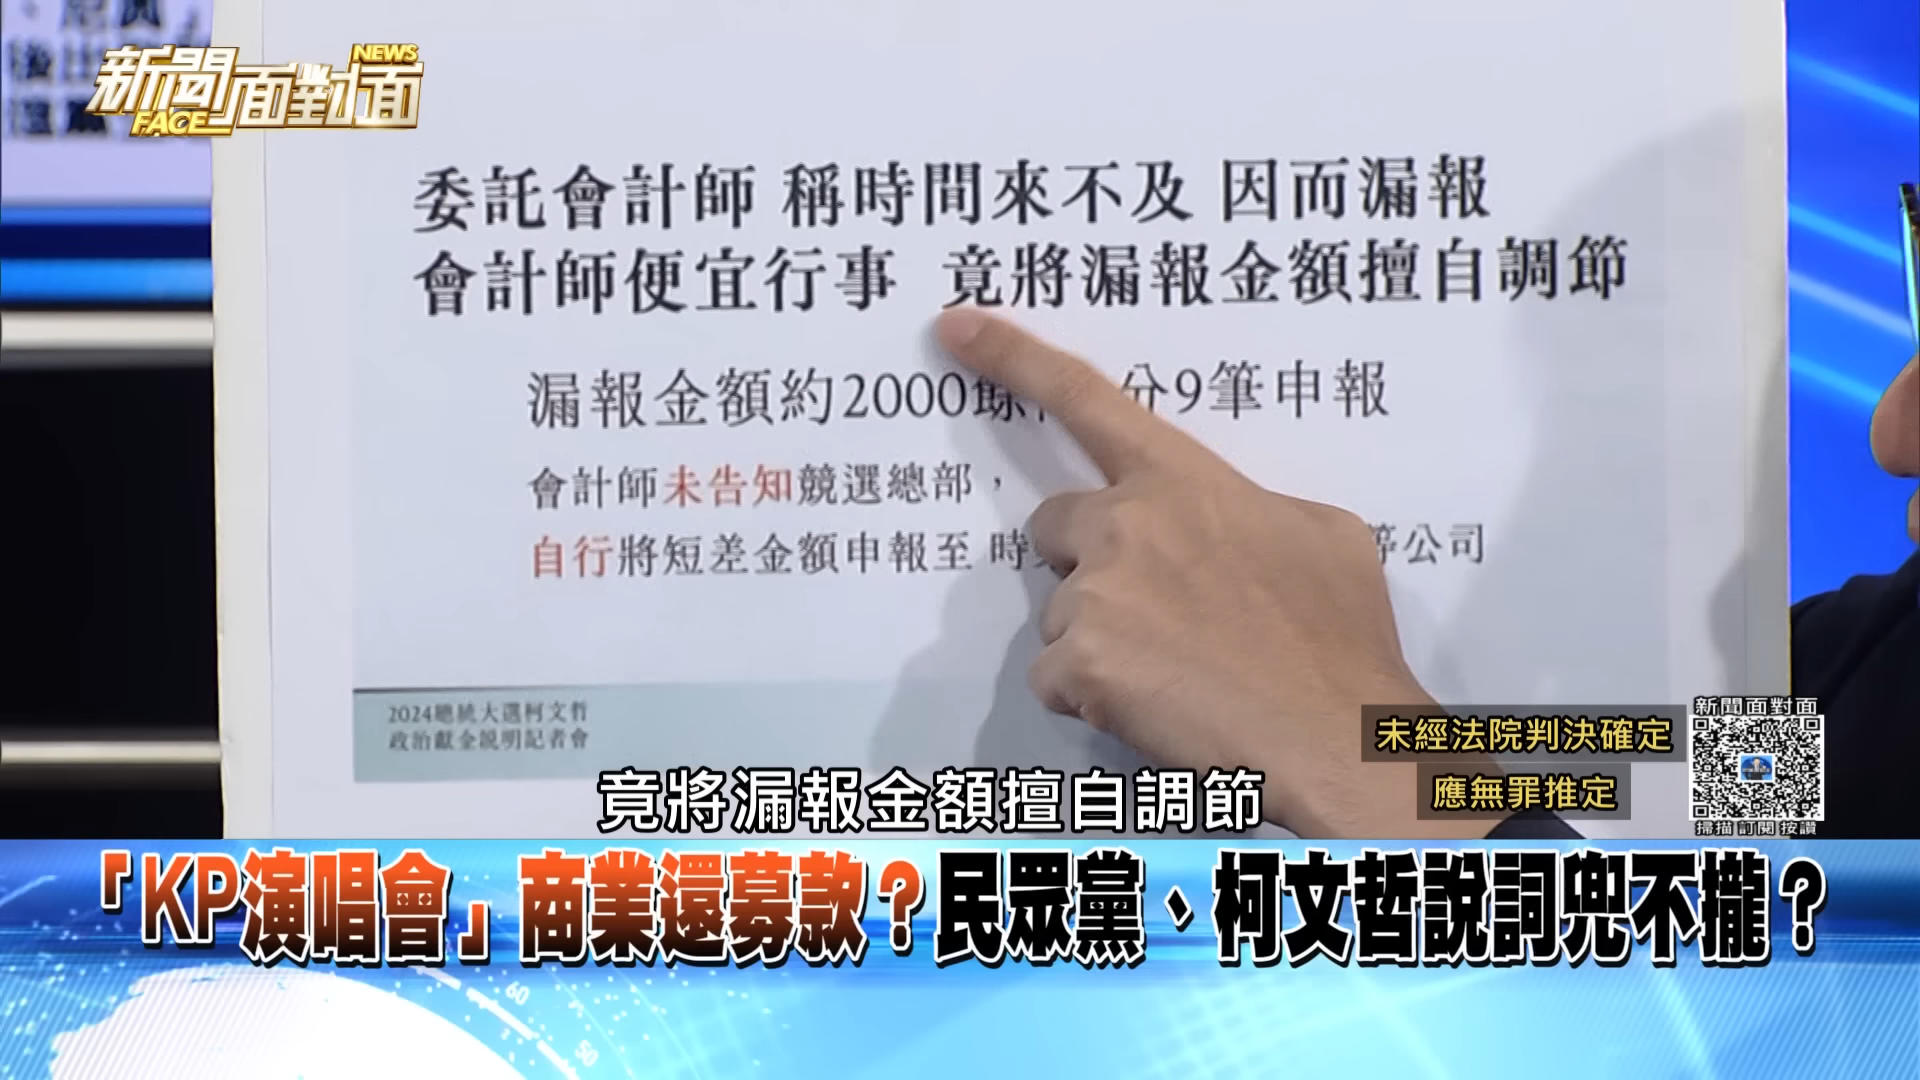 新聞面對面
NEWS
FACE
委託會計師 稱時間來不及 因而漏報
會計師便宜行事 竟將漏報金額擅自調節
漏報金額約2000餘 分9筆申報
會計師未告知競選總部，
自行將短差金額申報至 時 等公司
2024總統大選柯文哲
政治獻金說明記者會
新聞面對面
未經法院判決確定
應無罪推定
掃描 訂閱 按讚
竟將漏報金額擅自調節
「KP演唱會」商業還募款？民眾黨、柯文哲說詞兜不攏？
60
50